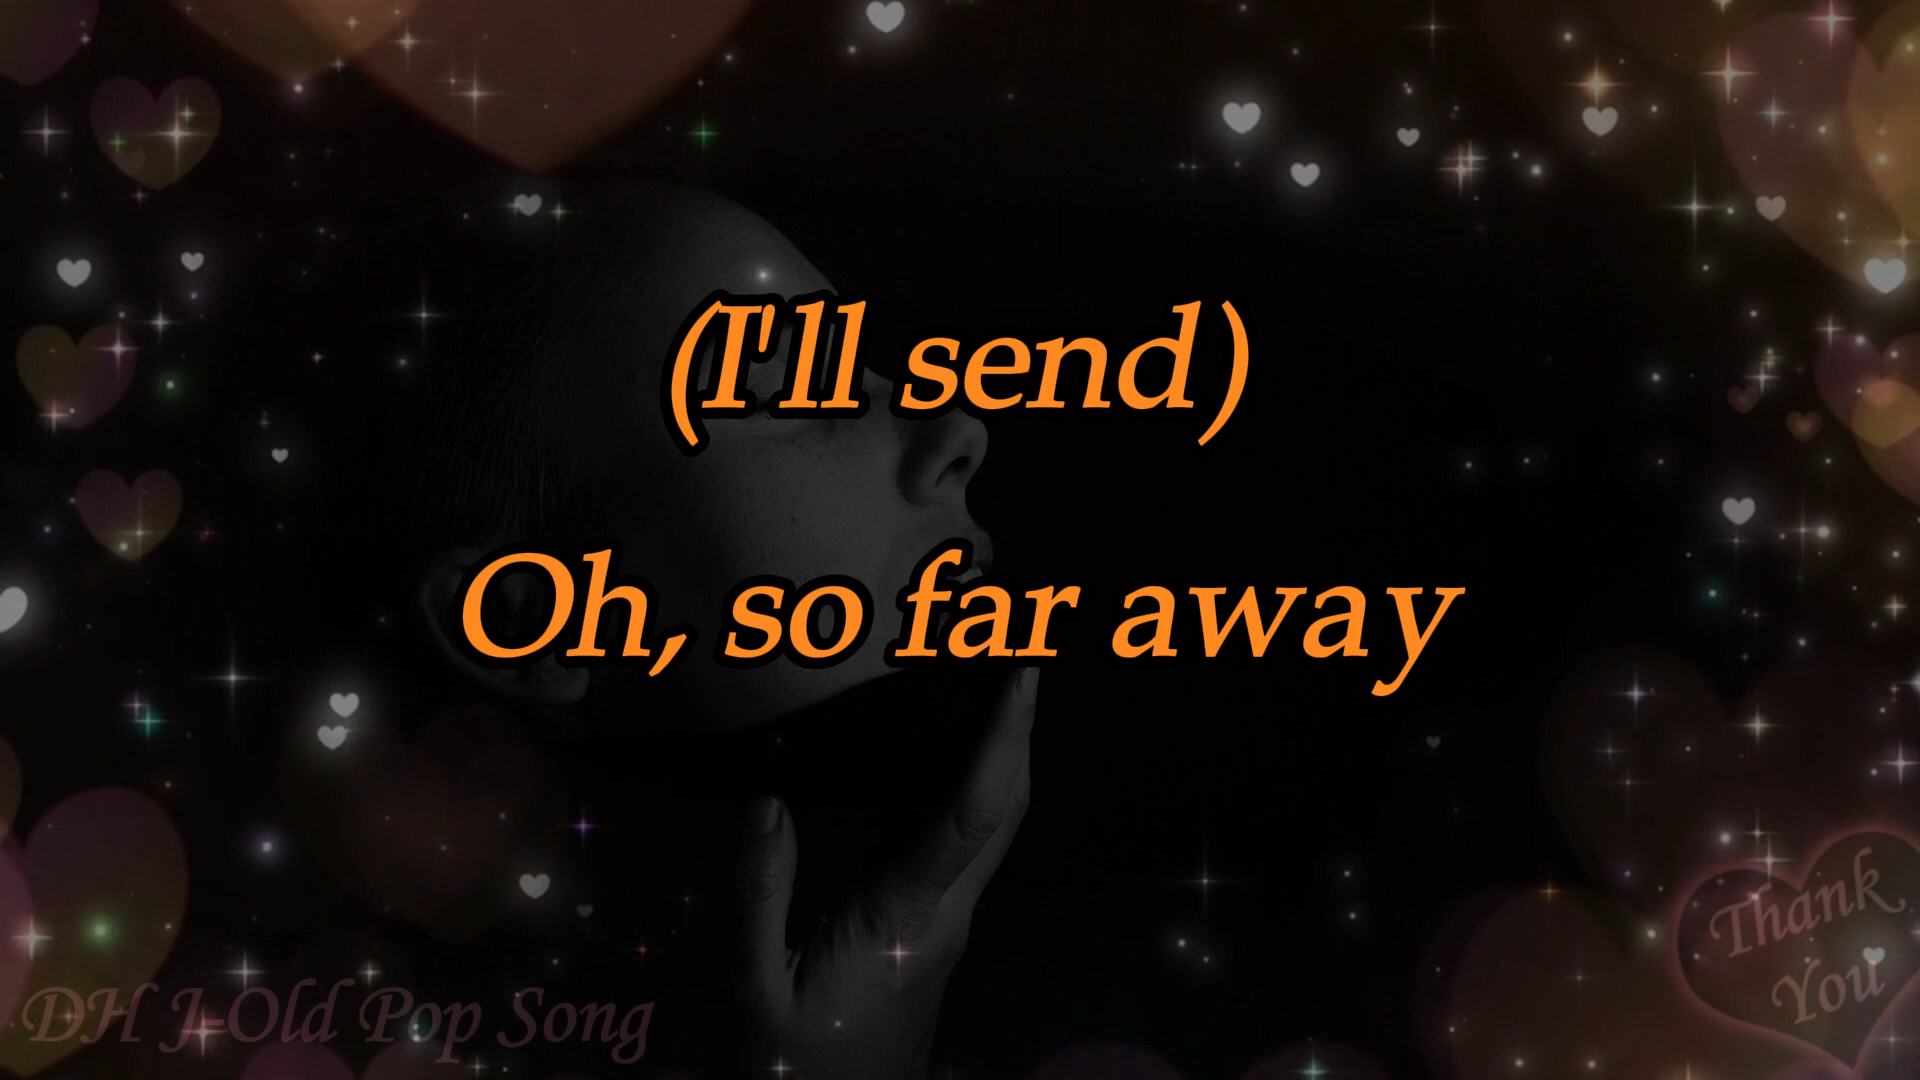 (I'll send)
Oh, so far away
Thank
You
DH J-Old Pop Song